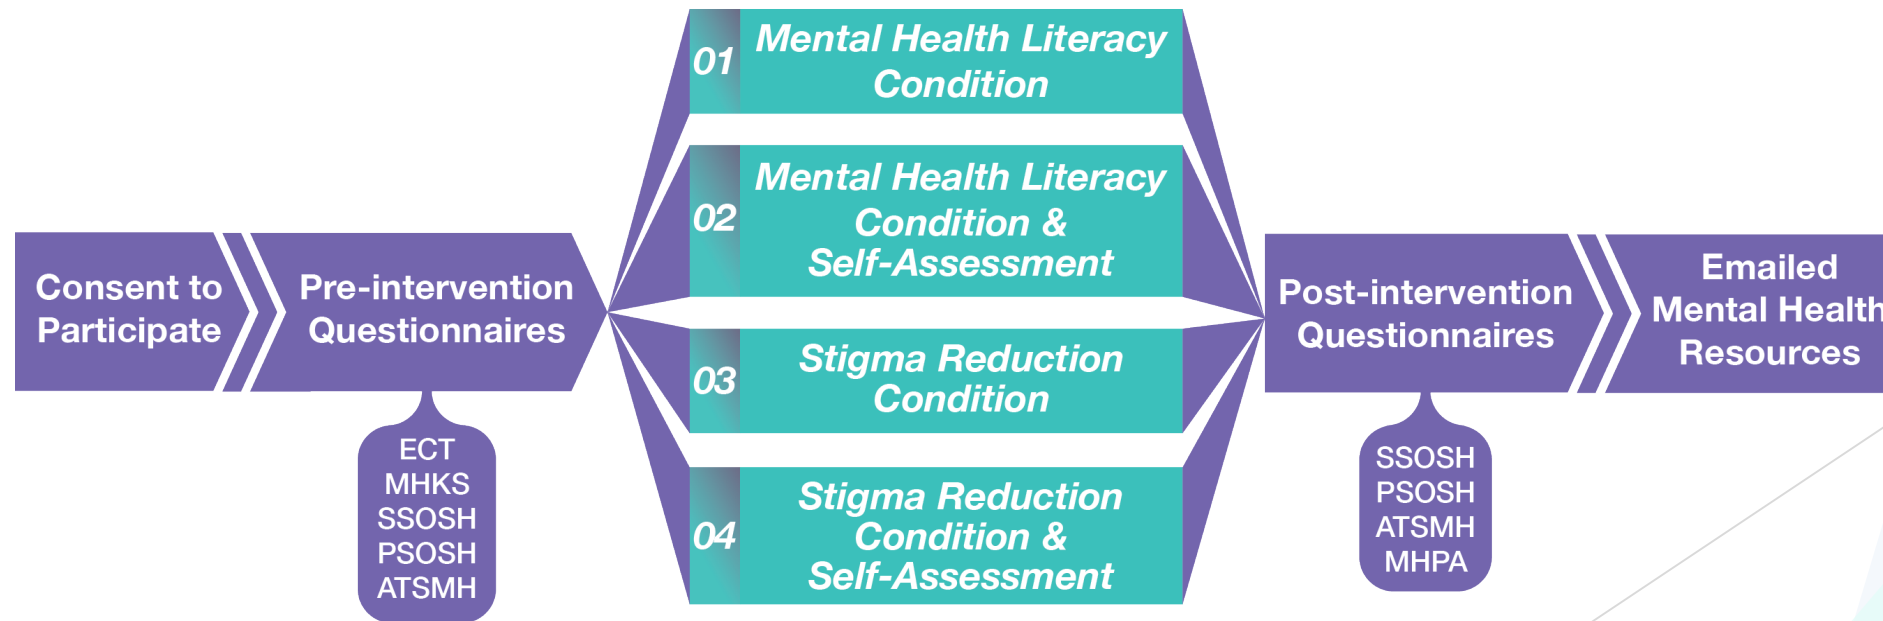 Consent to
Participate
Pre-intervention
Questionnaires
ECT
MHKS
SSOSH
PSOSH
ATSMH
01
Mental Health Literacy
Condition
02
Mental Health Literacy
Condition &
Self-Assessment
03
Stigma Reduction
Condition
04
Stigma Reduction
Condition &
Self-Assessment
Post-intervention
Questionnaires
SSOSH
PSOSH
ATSMH
MHPA
Emailed
Mental Health
Resources